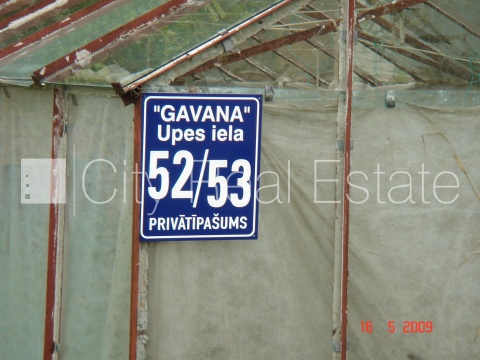 "GAVANA"
Upes iela
52/53
PRIVĀTĪPAŠUMS
City Real Estate
16 5 2009